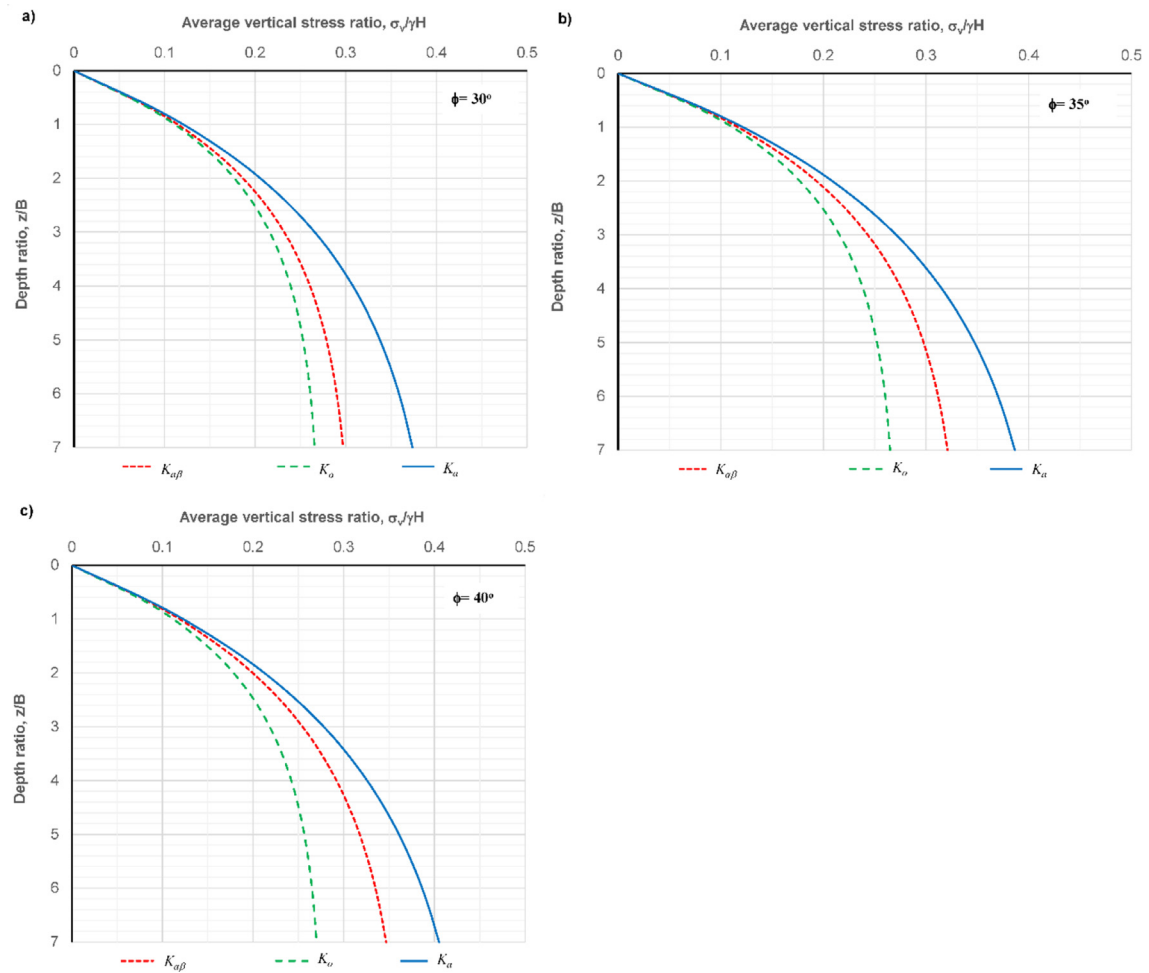 a)
Average vertical stress ratio, σv/γH
0 0.1 0.2 0.3 0.4 0.5
0
ϕ= 30º
1
2
3
4
5
6
7
Depth ratio, z/B
Kαβ Ko Ka
b)
Average vertical stress ratio, σv/γH
0 0.1 0.2 0.3 0.4 0.5
0
ϕ= 35º
1
2
3
4
5
6
7
Depth ratio, z/B
Kαβ Ko Ka
c)
Average vertical stress ratio, σv/γH
0 0.1 0.2 0.3 0.4 0.5
0
ϕ= 40º
1
2
3
4
5
6
7
Depth ratio, z/B
Kαβ Ko Ka